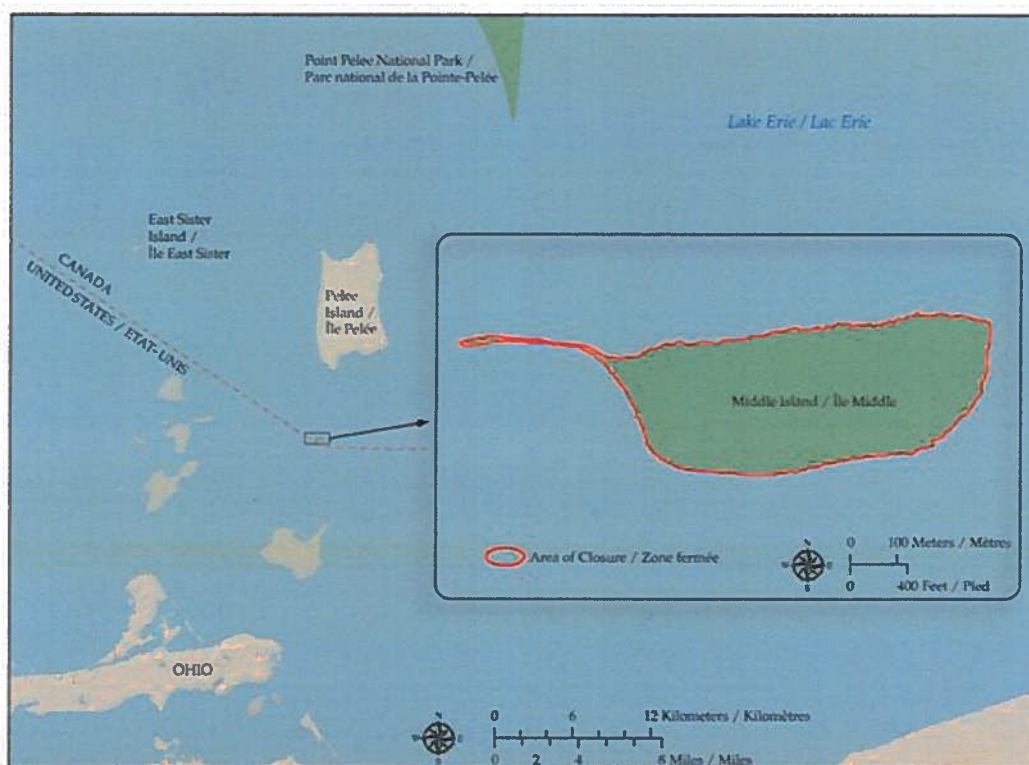 Point Pelee National Park /
Parc national de la Pointe-Pelée
Lake Erie / Lac Erie
East Sister
Island /
Île East Sister
CANADA
UNITED STATES / ETAT-UNIS
Pelee
Island /
Île Pelée
Middle Island / Île Middle
Area of Closure / Zone fermée
N
W E
S
0 100 Meters / Mètres
0 400 Feet / Pied
OHIO
N
W E
S
0 6 12 Kilometers / Kilomètres
0 2 4 8 Miles / Miles